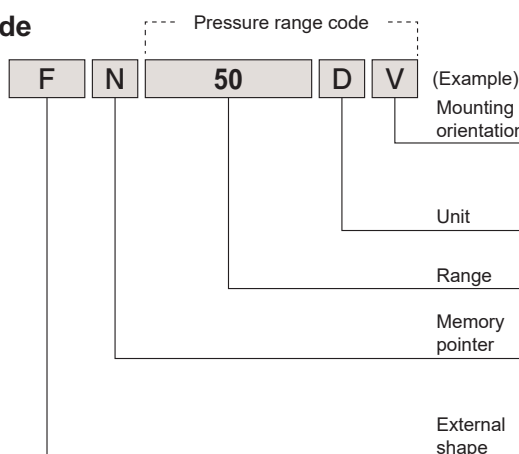 de
Pressure range code
F N 50 D V (Example)
Mounting
orientation
Unit
Range
Memory
pointer
External
shape